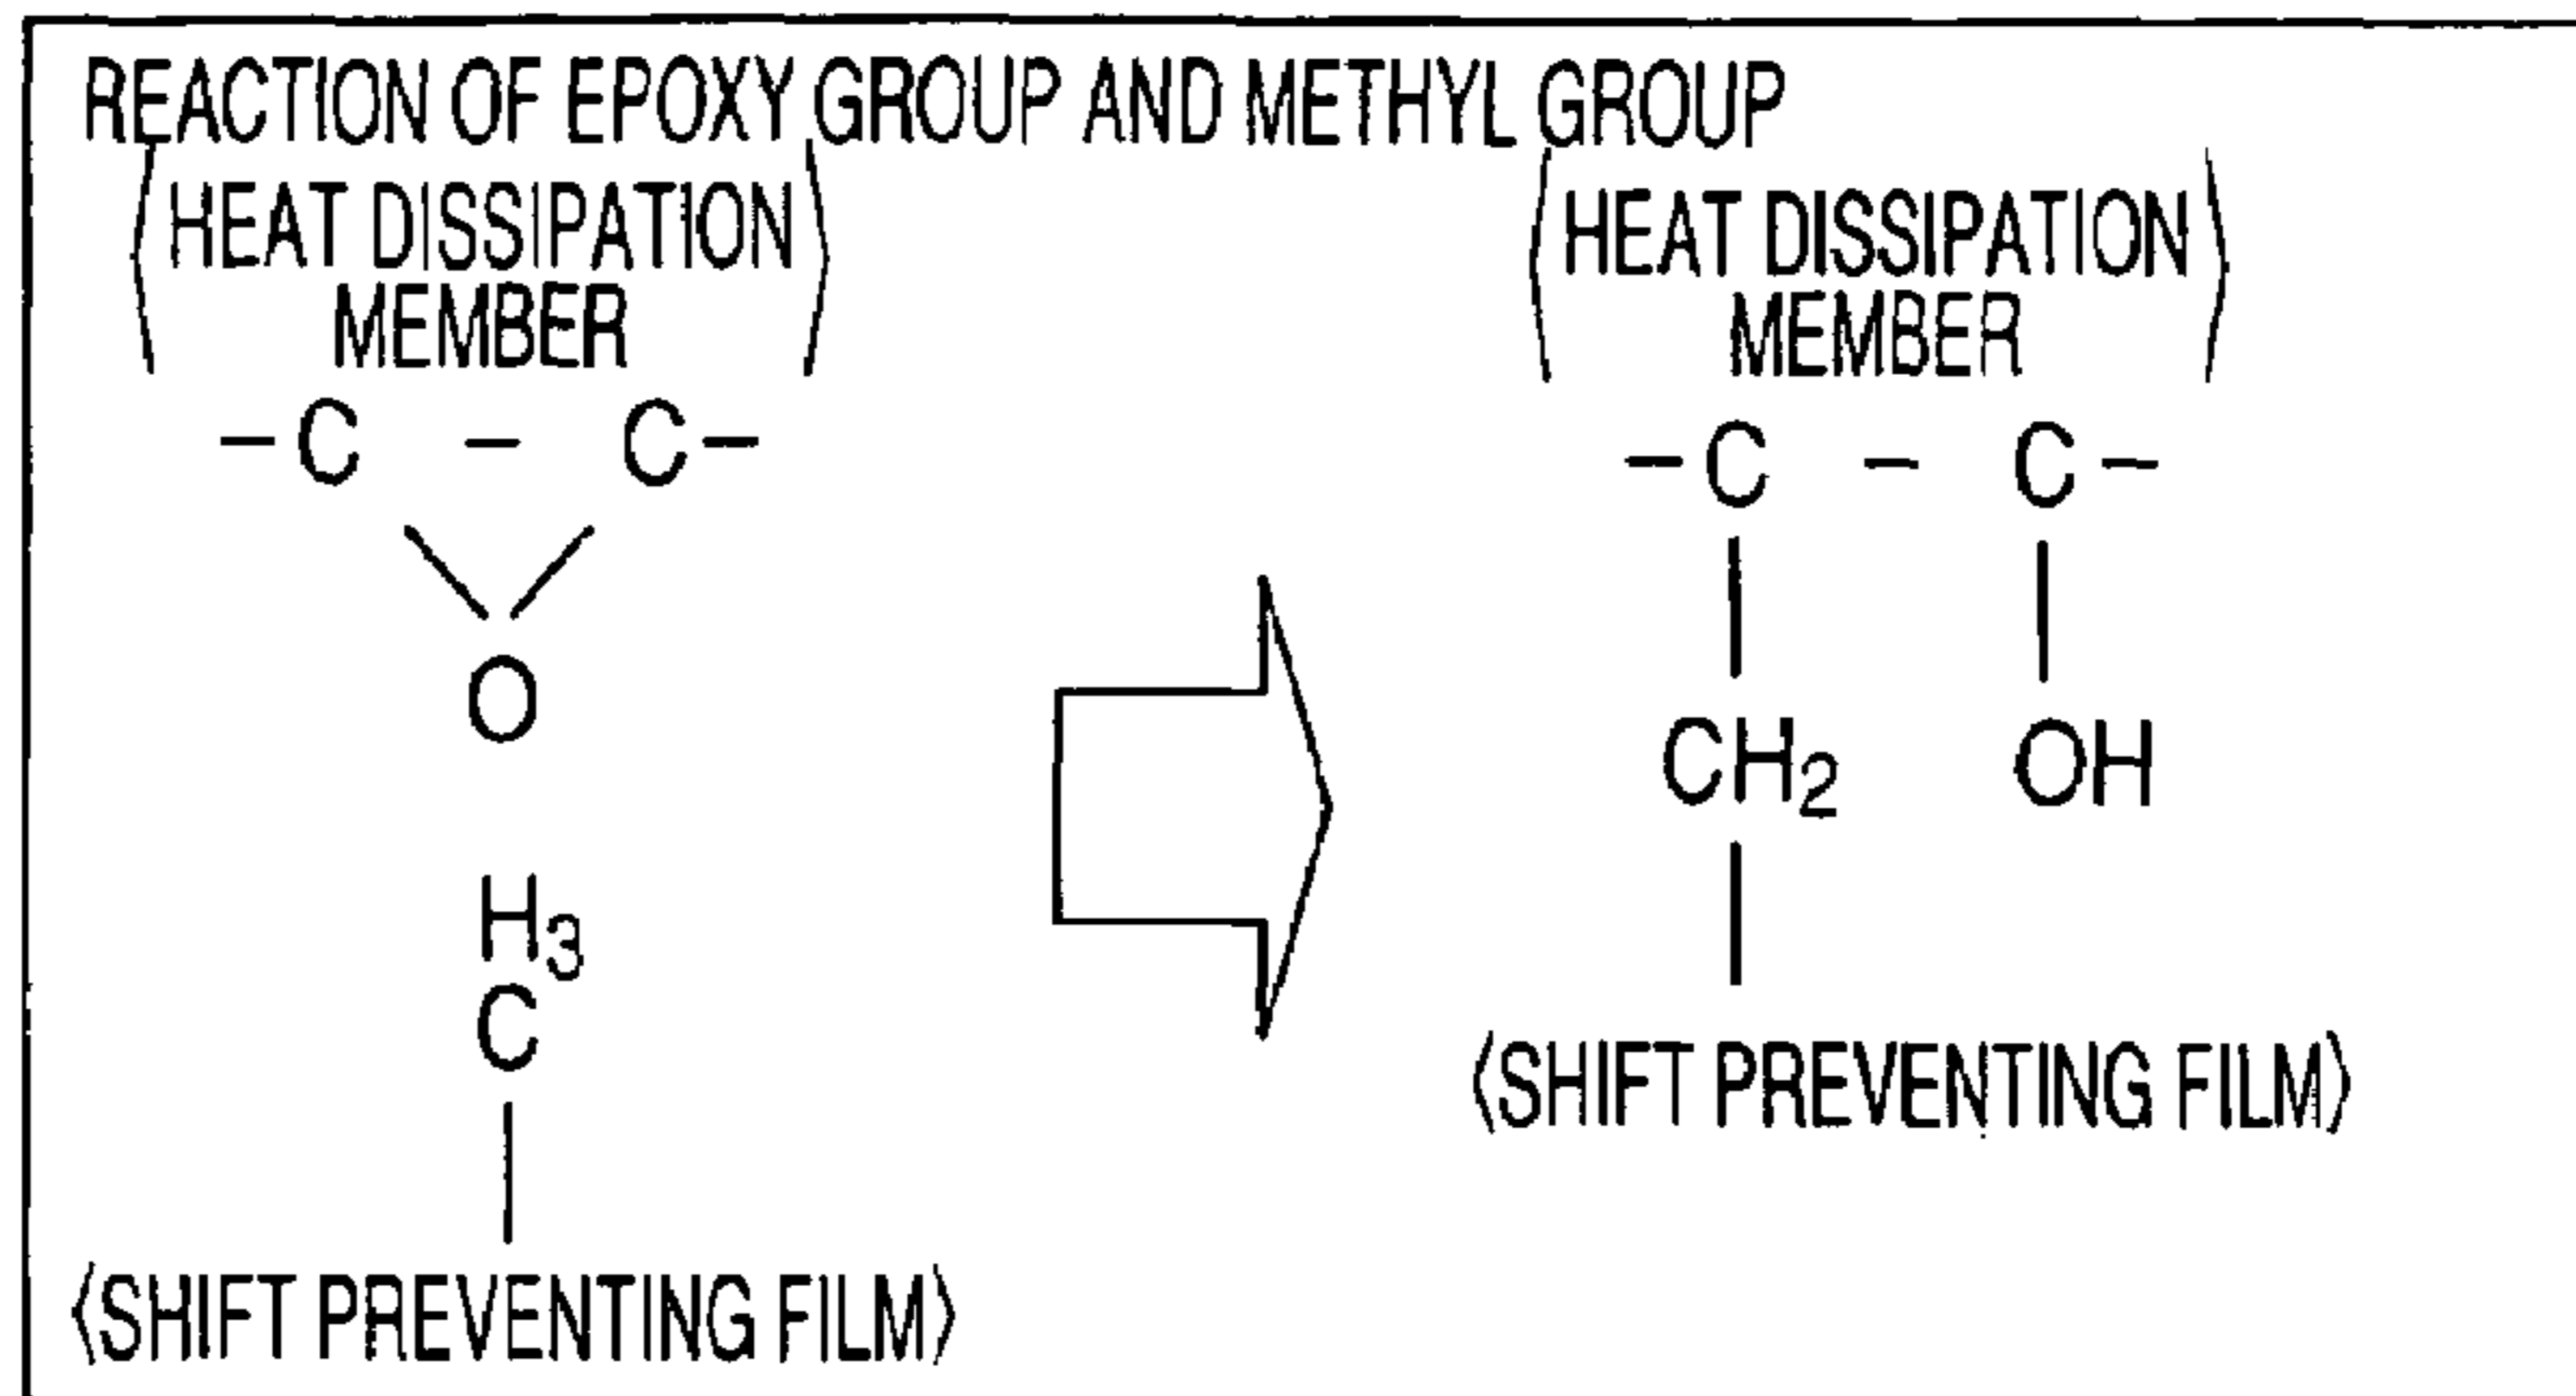 REACTION OF EPOXY GROUP AND METHYL GROUP
⟨HEAT DISSIPATION
MEMBER⟩
-C - C-
O
H3
C
⟨SHIFT PREVENTING FILM⟩
⟨HEAT DISSIPATION
MEMBER⟩
-C - C-
CH2 OH
⟨SHIFT PREVENTING FILM⟩